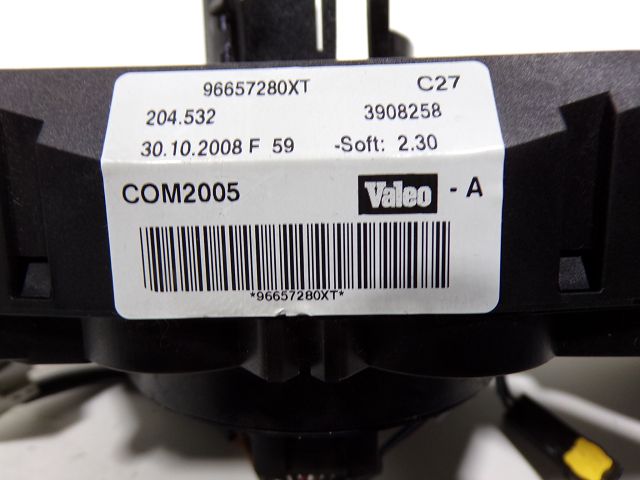 96657280XT C27
204.532 3908258
30.10.2008 F 59 -Soft: 2.30
COM2005 Valeo - A
*96657280XT*